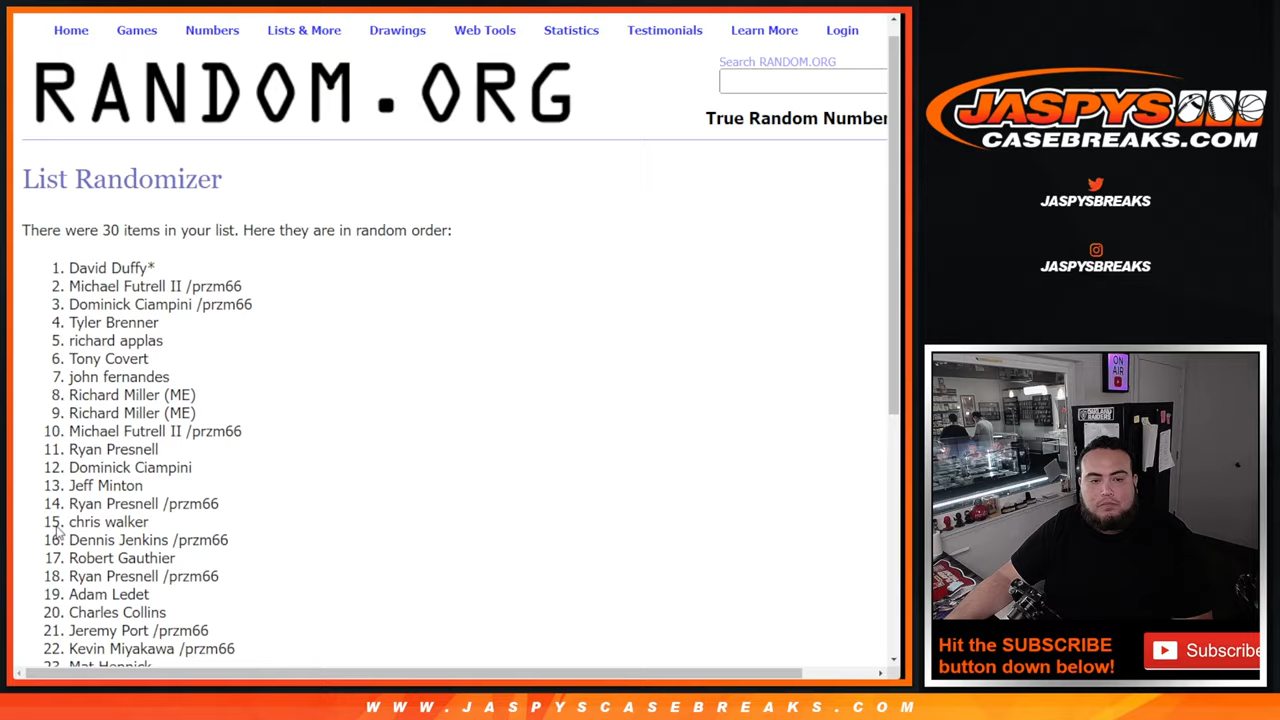 Home Games Numbers Lists & More Drawings Web Tools Statistics Testimonials Learn More Login
Search RANDOM.ORG
RANDOM.ORG
True Random Number
List Randomizer
There were 30 items in your list. Here they are in random order:
1. David Duffy*
2. Michael Futrell II /przm66
3. Dominick Ciampini /przm66
4. Tyler Brenner
5. richard applas
6. Tony Covert
7. john fernandes
8. Richard Miller (ME)
9. Richard Miller (ME)
10. Michael Futrell II /przm66
11. Ryan Presnell
12. Dominick Ciampini
13. Jeff Minton
14. Ryan Presnell /przm66
15. chris walker
16. Dennis Jenkins /przm66
17. Robert Gauthier
18. Ryan Presnell /przm66
19. Adam Ledet
20. Charles Collins
21. Jeremy Port /przm66
22. Kevin Miyakawa /przm66
JASPYS
CASEBREAKS.COM
JASPYSBREAKS
JASPYSBREAKS
ON
AIR
Hit the SUBSCRIBE
button down below!
Subscribe
WWW.JASPYSCASEBREAKS.COM